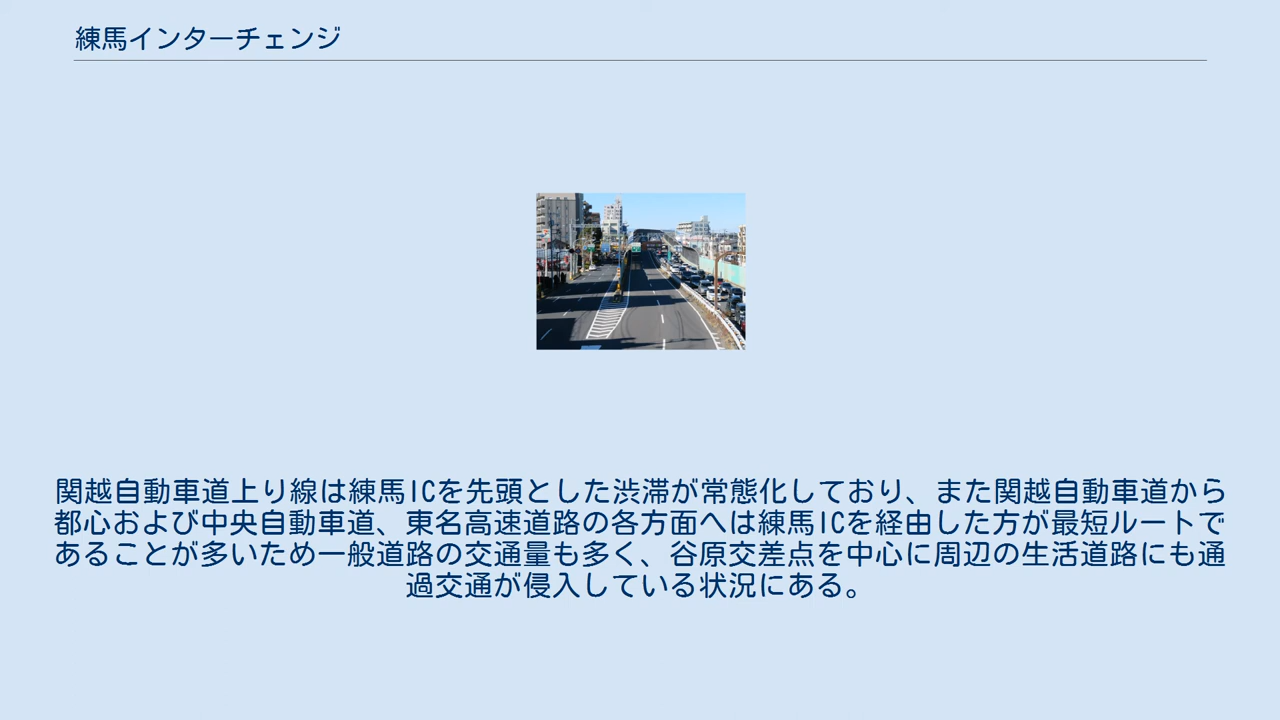 練馬インターチェンジ
関越自動車道上り線は練馬ICを先頭とした渋滞が常態化しており、また関越自動車道から
都心および中央自動車道、東名高速道路の各方面へは練馬ICを経由した方が最短ルートで
あることが多いため一般道路の交通量も多く、谷原交差点を中心に周辺の生活道路にも通
過交通が侵入している状況にある。